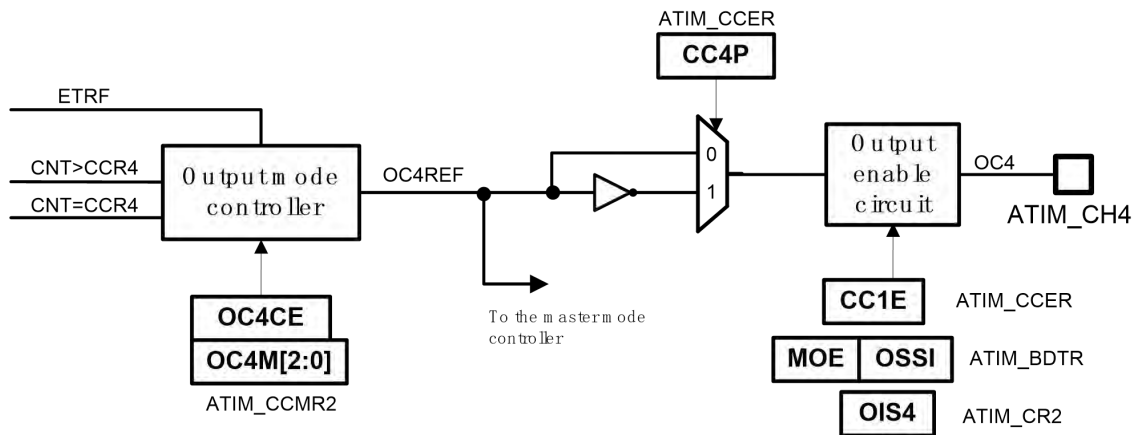 ATIM_CCER
CC4P
ETRF
CNT>CCR4
CNT=CCR4
Output mode
controller
OC4REF
0
1
Output
enable
circuit
OC4
ATIM_CH4
To the master mode
controller
OC4CE
OC4M[2:0]
ATIM_CCMR2
CC1E
ATIM_CCER
MOE
OSSI
ATIM_BDTR
OIS4
ATIM_CR2